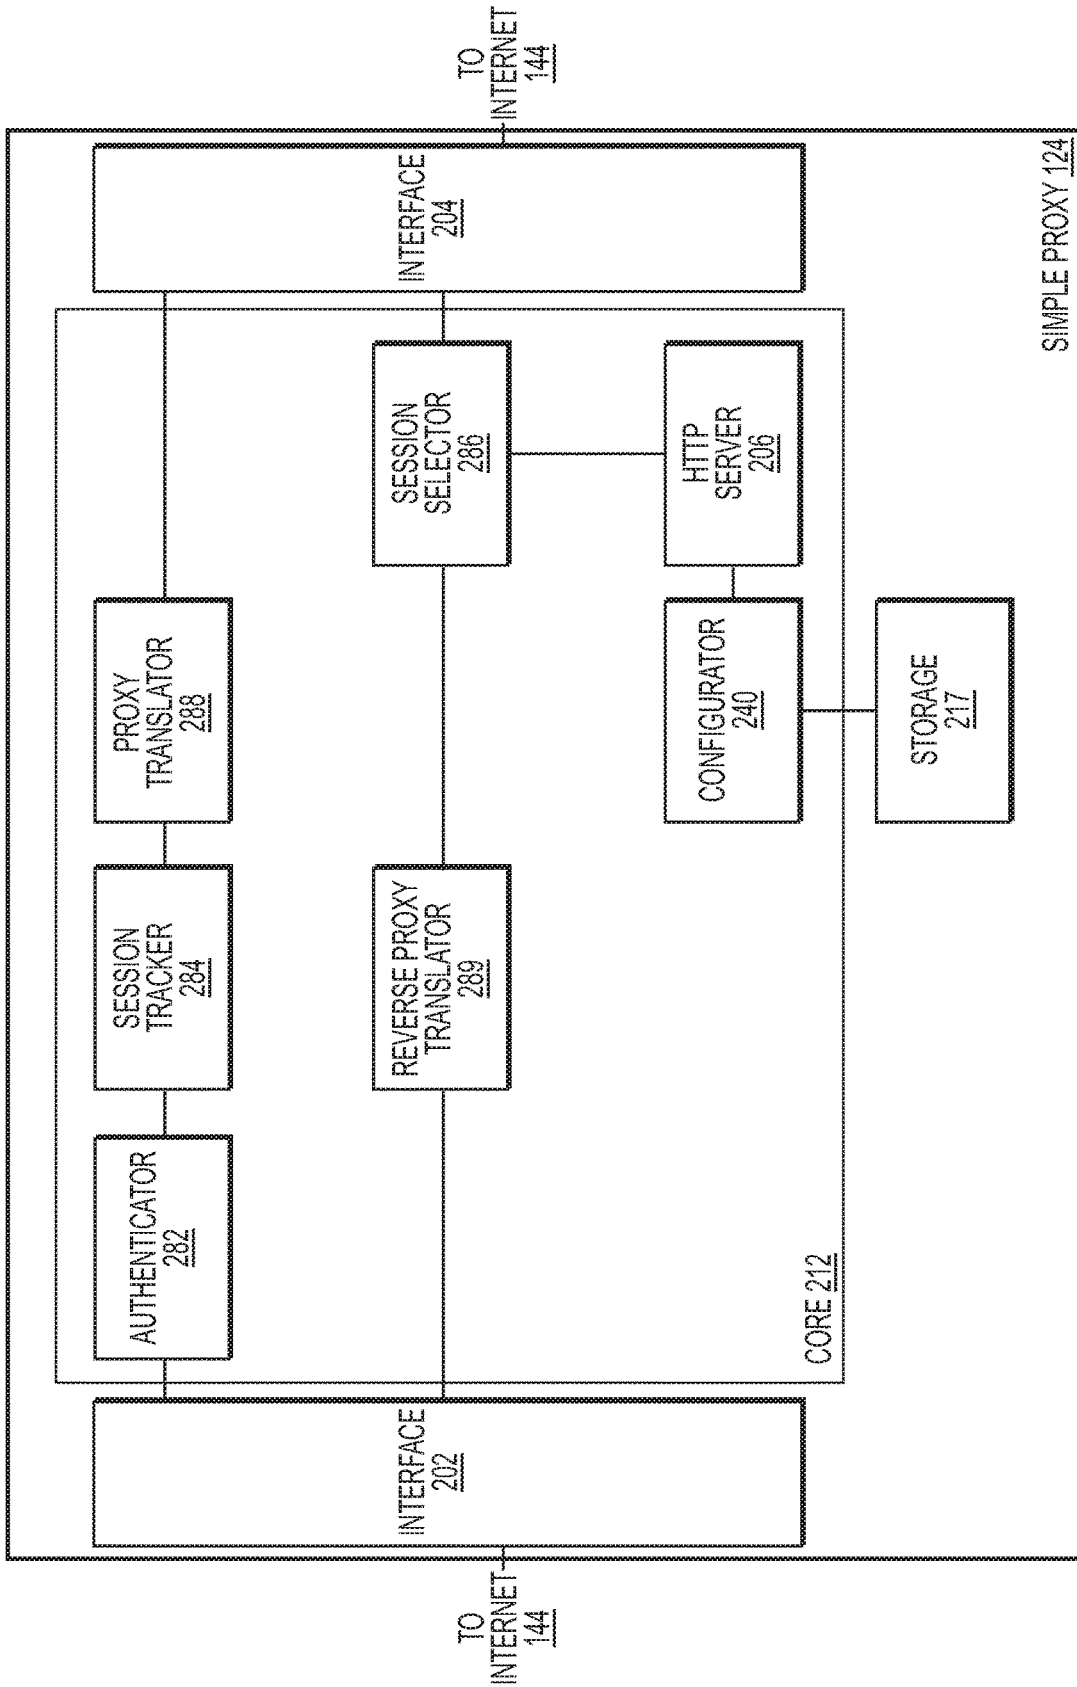 TO
INTERNET
144
INTERFACE
202
AUTHENTICATOR
282
SESSION
TRACKER
284
PROXY
TRANSLATOR
288
INTERFACE
204
TO
INTERNET
144
REVERSE PROXY
TRANSLATOR
289
SESSION
SELECTOR
286
CONFIGURATOR
240
HTTP
SERVER
206
CORE 212
STORAGE
217
SIMPLE PROXY 124